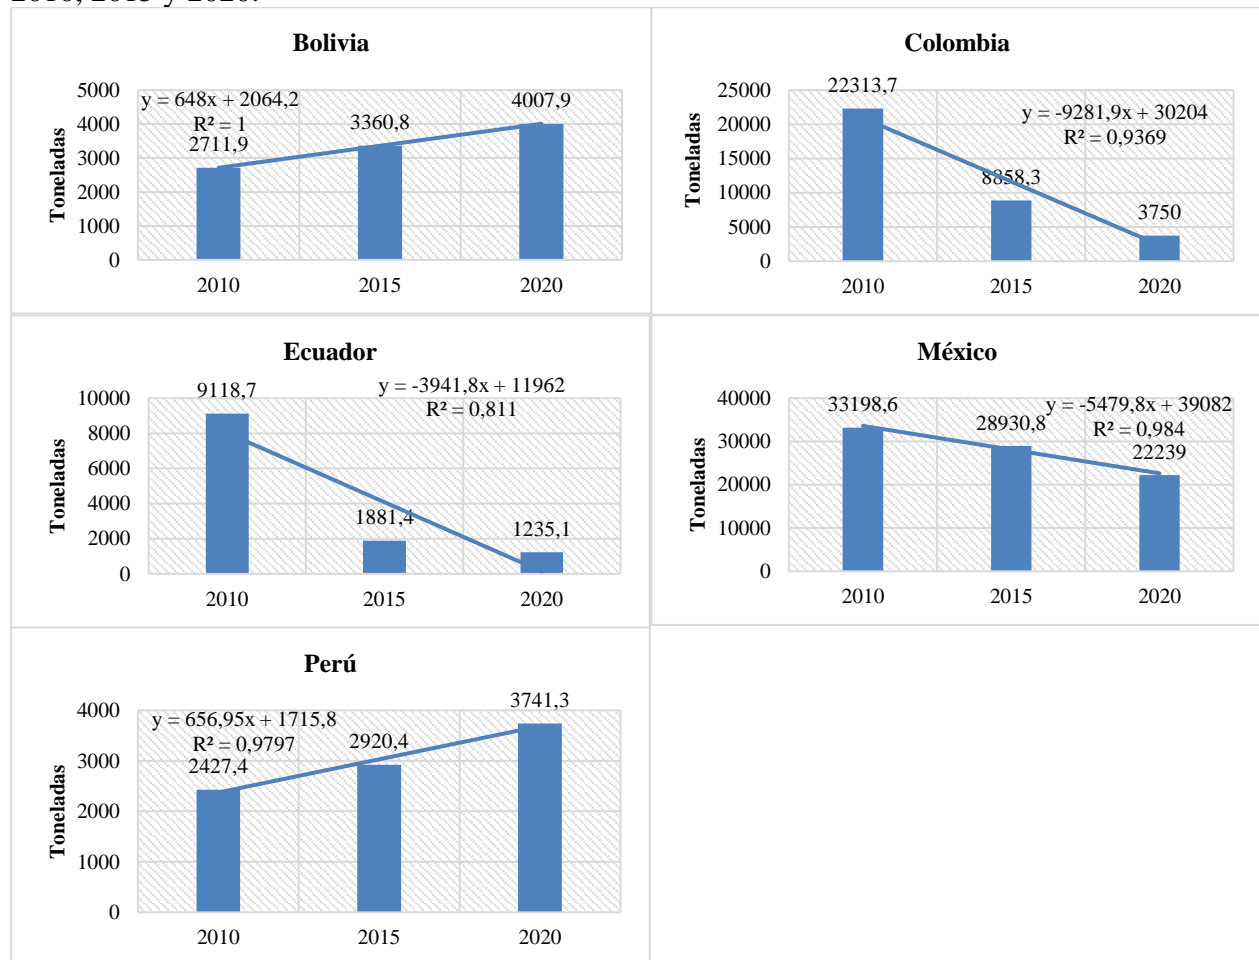 2010, 2015 y 2020.
Bolivia
Toneladas
5000
4000
3000
2000
1000
0
y = 648x + 2064,2
R² = 1
2711,9
3360,8
4007,9
2010 2015 2020
Colombia
Toneladas
25000
20000
15000
10000
5000
0
22313,7
y = -9281,9x + 30204
R² = 0,9369
8858,3
3750
2010 2015 2020
Ecuador
Toneladas
10000
8000
6000
4000
2000
0
9118,7
y = -3941,8x + 11962
R² = 0,811
1881,4
1235,1
2010 2015 2020
México
Toneladas
40000
30000
20000
10000
0
33198,6
28930,8
y = -5479,8x + 39082
R² = 0,984
22239
2010 2015 2020
Perú
Toneladas
4000
3000
2000
1000
0
y = 656,95x + 1715,8
R² = 0,9797
2427,4
2920,4
3741,3
2010 2015 2020